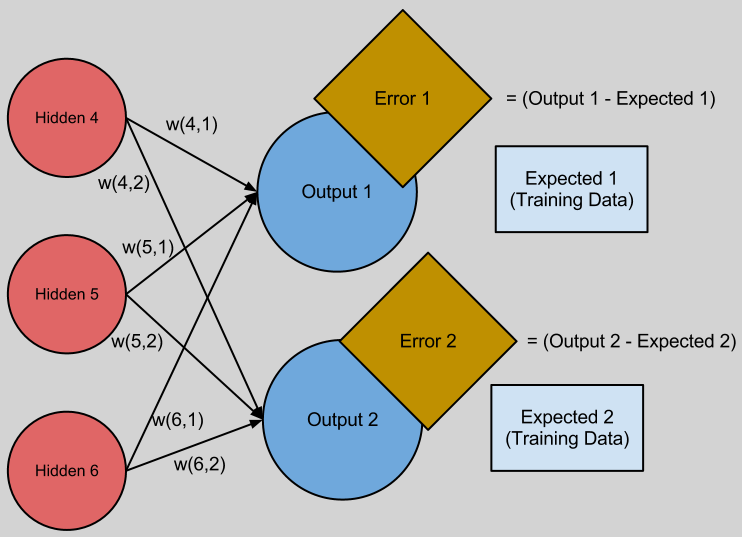 Error 1
= (Output 1 - Expected 1)
Hidden 4
w(4,1)
w(4,2)
Output 1
Expected 1
(Training Data)
w(5,1)
Hidden 5
w(5,2)
Error 2
= (Output 2 - Expected 2)
w(6,1)
Output 2
Expected 2
(Training Data)
Hidden 6
w(6,2)